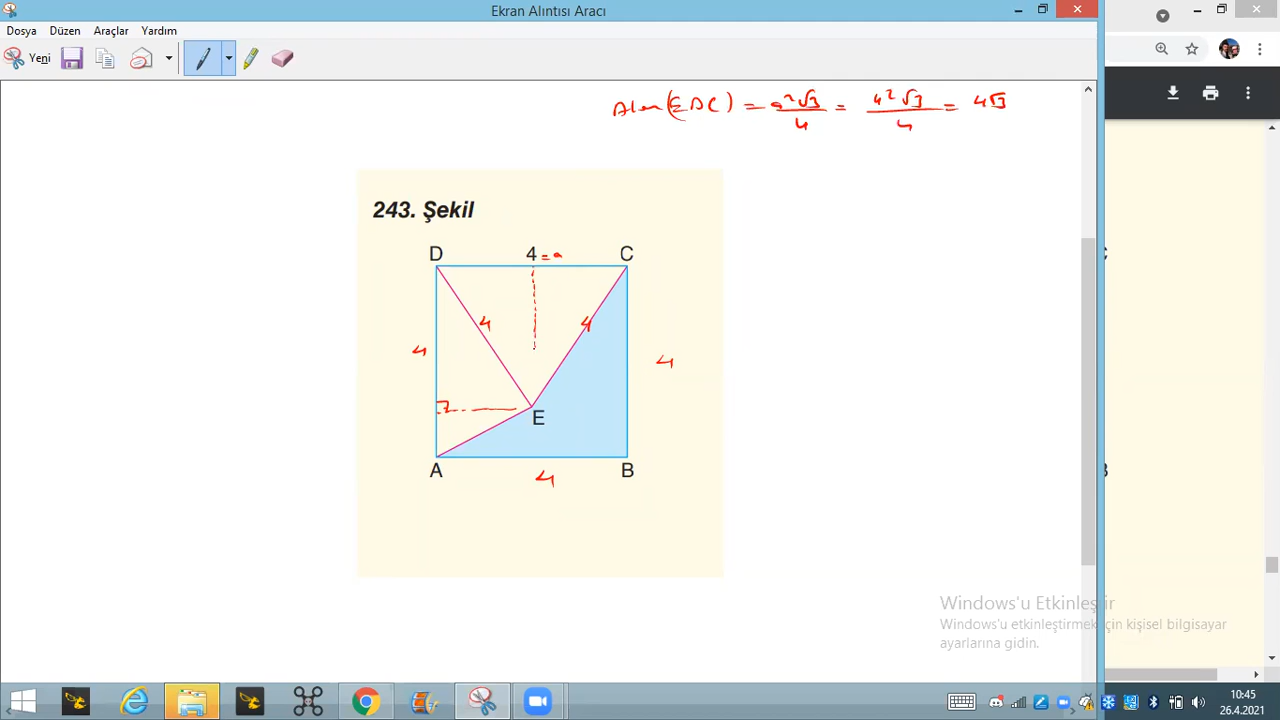 Ekran Alıntısı Aracı
Dosya Düzen Araçlar Yardım
Yeni
Alan(EDC) = a²√3/4 = 4²√3/4 = 4√3
243. Şekil
D 4 = a C
4 4
4 4
E
A B
4
Windows'u Etkinleştir
Windows'u etkinleştirmek için kişisel bilgisayar
ayarlarına gidin.
10:45
26.4.2021